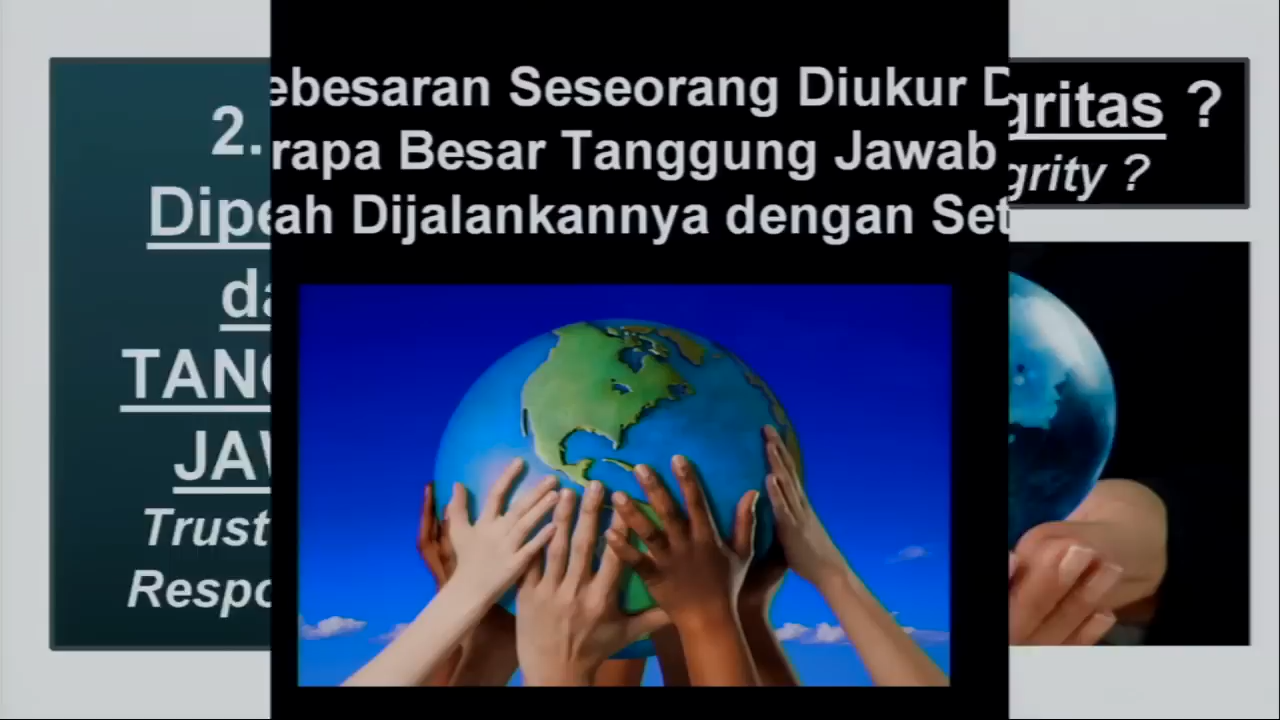 2.
Dipe
da
TANG
JAW
Trust
Respo
ebesaran Seseorang Diukur D
rapa Besar Tanggung Jawab
ah Dijalankannya dengan Set
gritas ?
grity ?